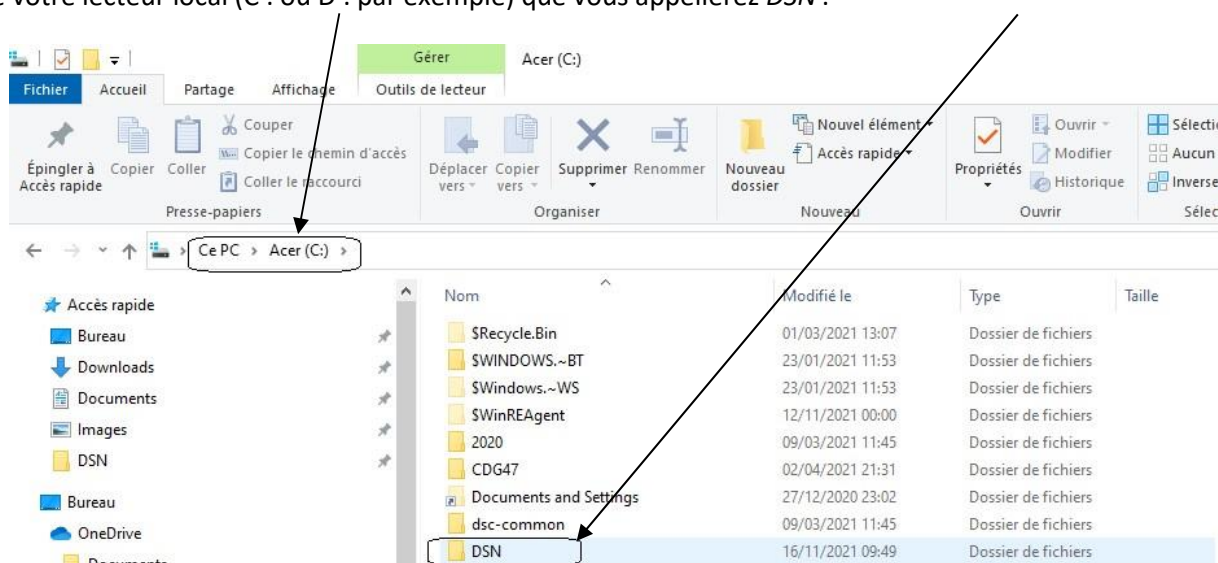 votre lecteur local (C : ou D : par exemple) que vous appellerez DSN :
Gérer Acer (C:)
Fichier Accueil Partage Affichage Outils de lecteur
Épingler à Accès rapide
Copier
Coller
Couper
Copier le chemin d'accès
Coller le raccourci
Déplacer vers
Copier vers
Supprimer
Renommer
Nouveau dossier
Nouvel élément
Accès rapide
Propriétés
Ouvrir
Modifier
Historique
Aucun
Presse-papiers Organiser Nouveau Ouvrir
Ce PC > Acer (C:) >
Accès rapide
Bureau
Downloads
Documents
Images
DSN
Bureau
OneDrive
Documents
Nom Modifié le Type Taille
$Recycle.Bin 01/03/2021 13:07 Dossier de fichiers
$WINDOWS.~BT 23/01/2021 11:53 Dossier de fichiers
$Windows.~WS 23/01/2021 11:53 Dossier de fichiers
$WinREAgent 12/11/2021 00:00 Dossier de fichiers
2020 09/03/2021 11:45 Dossier de fichiers
CDG47 02/04/2021 21:31 Dossier de fichiers
Documents and Settings 27/12/2020 23:02 Dossier de fichiers
dsc-common 09/03/2021 11:45 Dossier de fichiers
DSN 16/11/2021 09:49 Dossier de fichiers